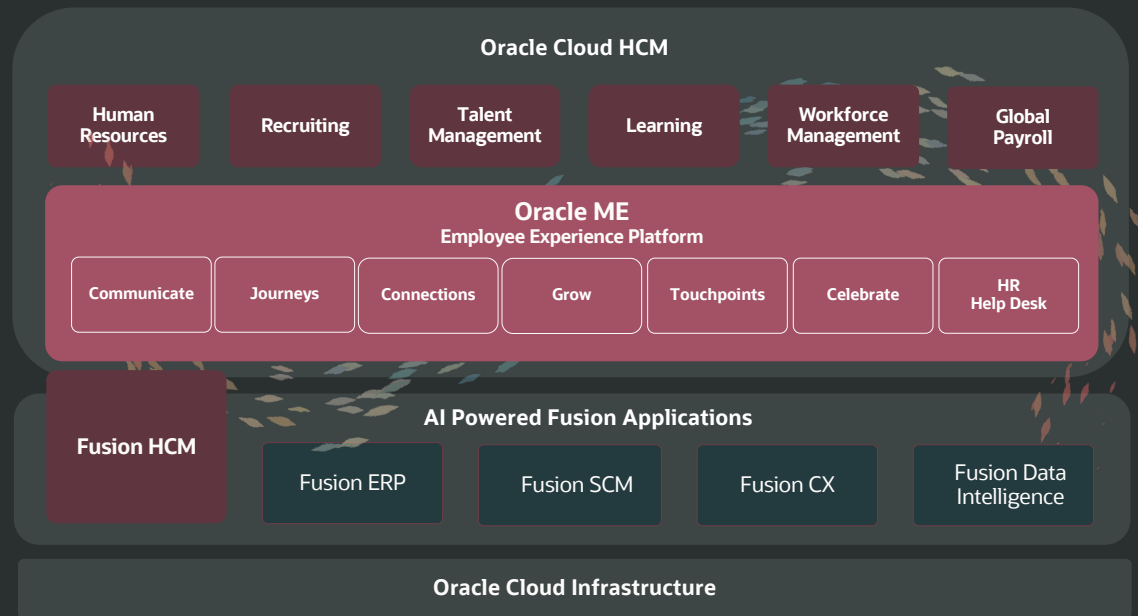 Oracle Cloud HCM
Human
Resources
Recruiting
Talent
Management
Learning
Workforce
Management
Global
Payroll
Oracle ME
Employee Experience Platform
Communicate
Journeys
Connections
Grow
Touchpoints
Celebrate
HR
Help Desk
AI Powered Fusion Applications
Fusion HCM
Fusion ERP
Fusion SCM
Fusion CX
Fusion Data
Intelligence
Oracle Cloud Infrastructure